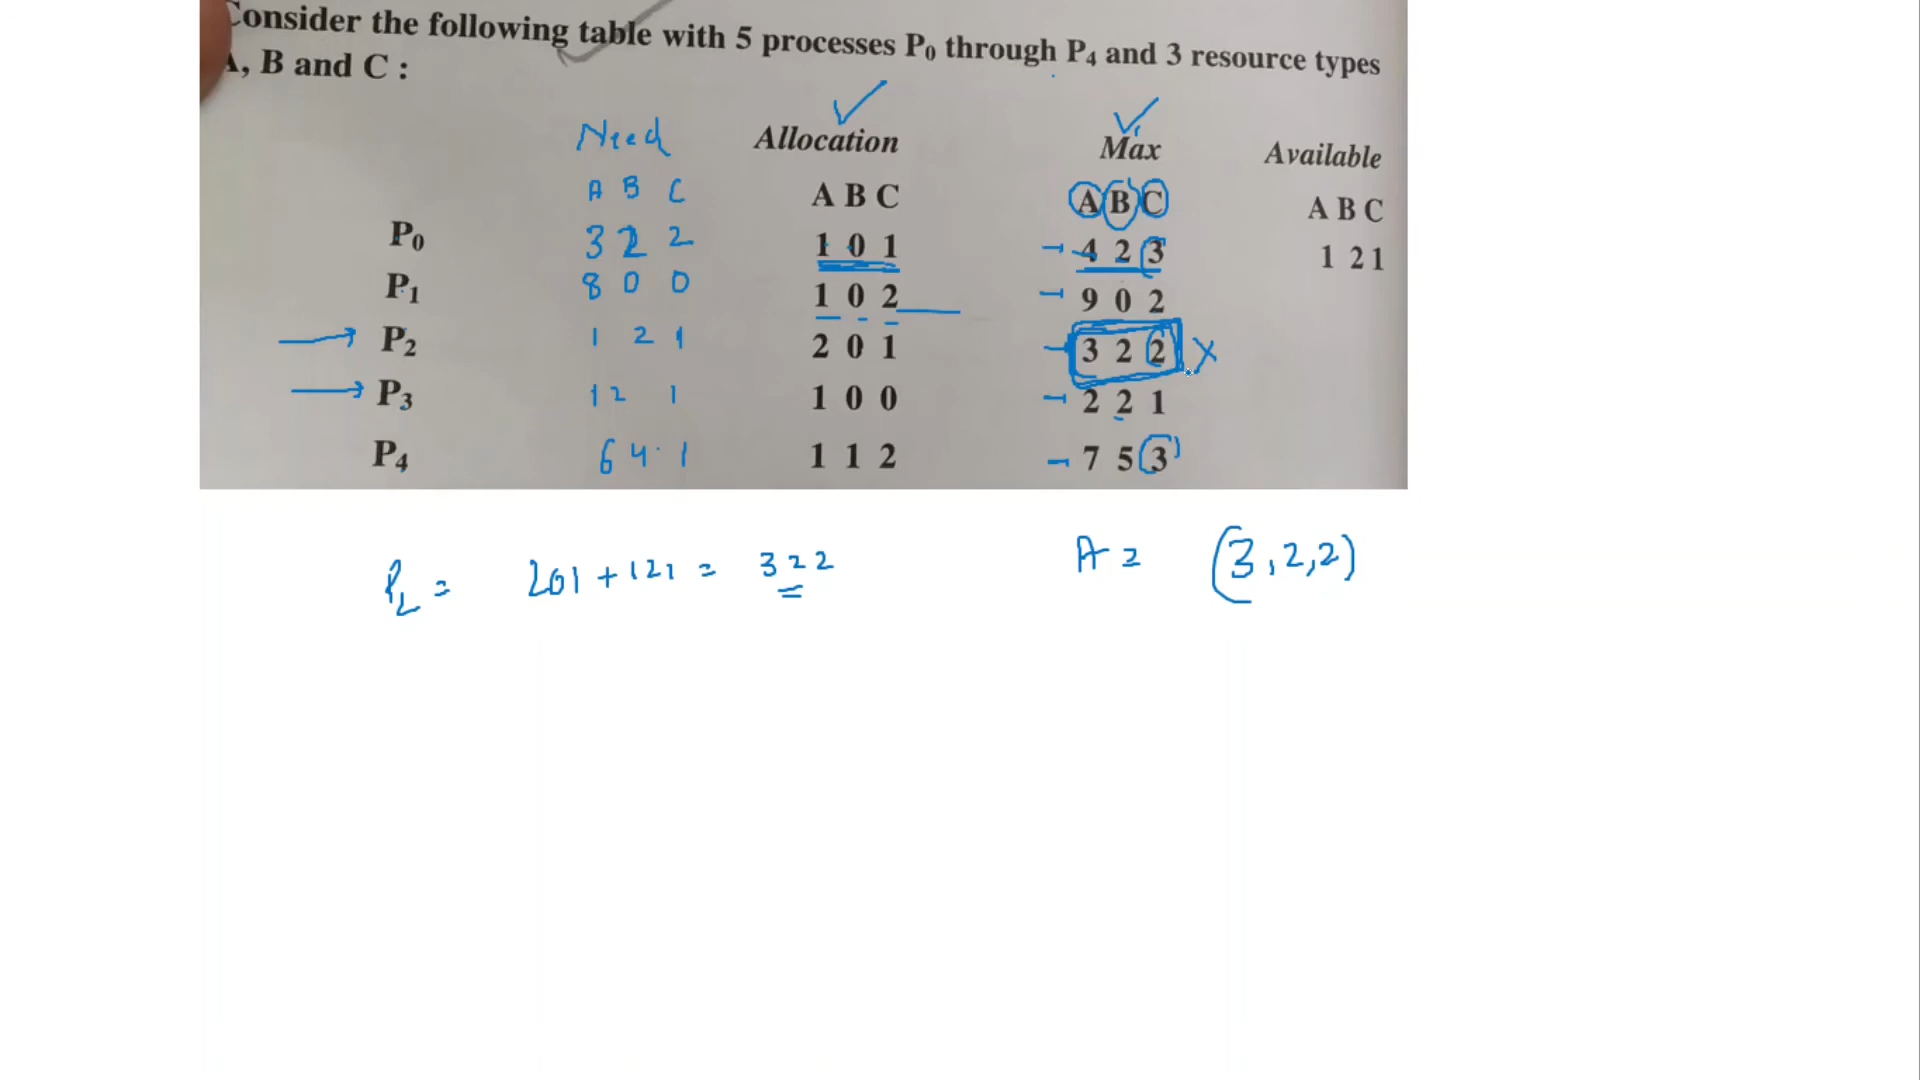 onsider the following table with 5 processes P0 through P4 and 3 resource types
A, B and C :
Need Allocation Max Available
A B C A B C A B C A B C
P0 3 2 2 1 0 1 4 2 3 1 2 1
P1 8 0 0 1 0 2 9 0 2
P2 1 2 1 2 0 1 3 2 2 X
P3 1 2 1 1 0 0 2 2 1
P4 6 4 1 1 1 2 7 5 3
P2 = 201 + 121 = 322 A = (3,2,2)